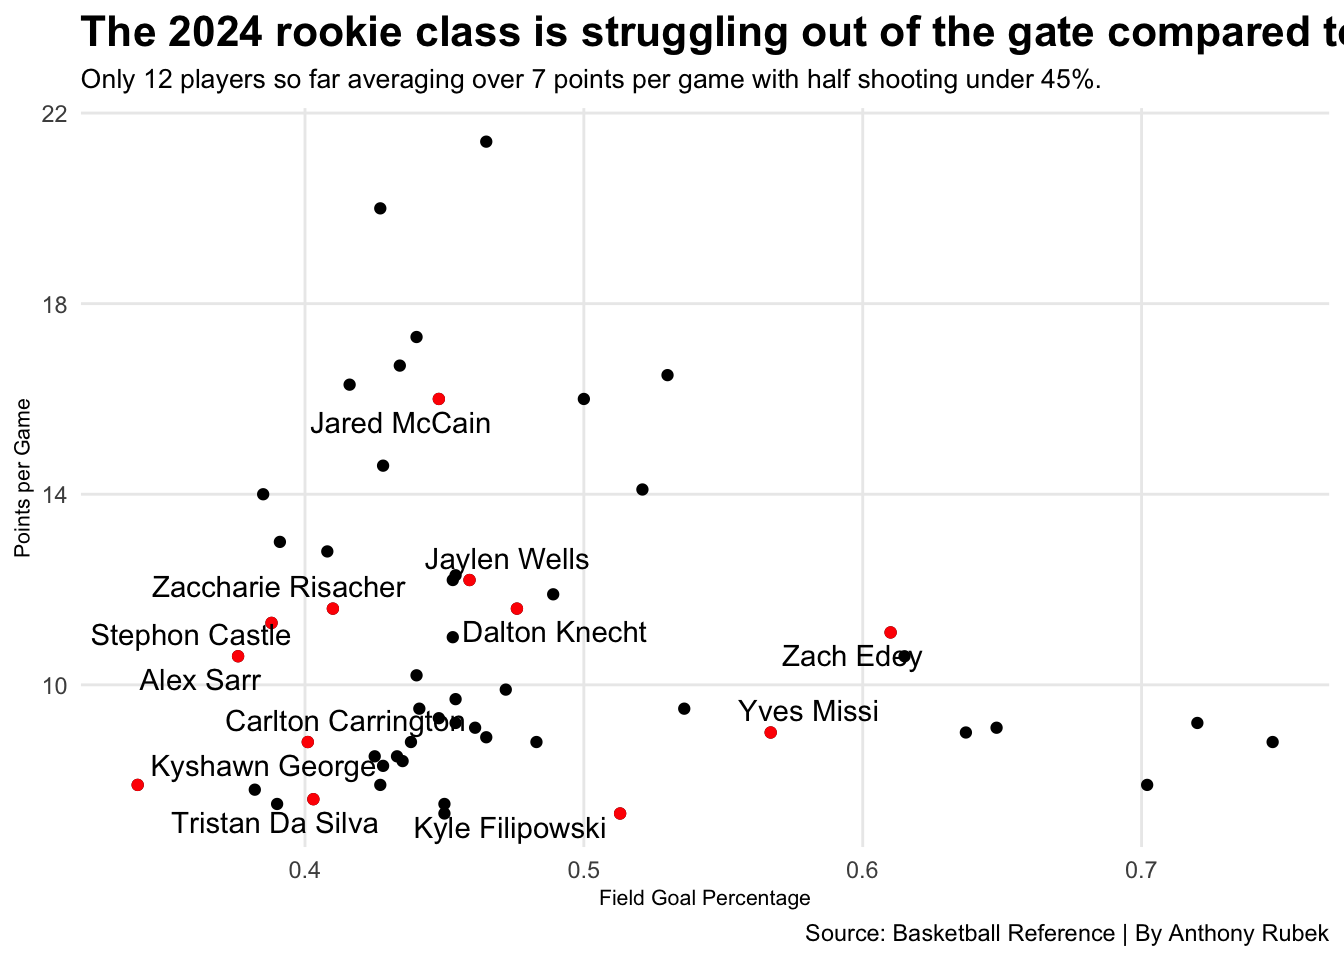 The 2024 rookie class is struggling out of the gate compared
Only 12 players so far averaging over 7 points per game with half shooting under 45%.
22
18
14
10
Points per Game
Jared McCain
Jaylen Wells
Zaccharie Risacher
Dalton Knecht
Stephon Castle
Zach Edey
Alex Sarr
Yves Missi
Carlton Carrington
Kyshawn George
Tristan Da Silva
Kyle Filipowski
0.4 0.5 0.6 0.7
Field Goal Percentage
Source: Basketball Reference | By Anthony Rubek